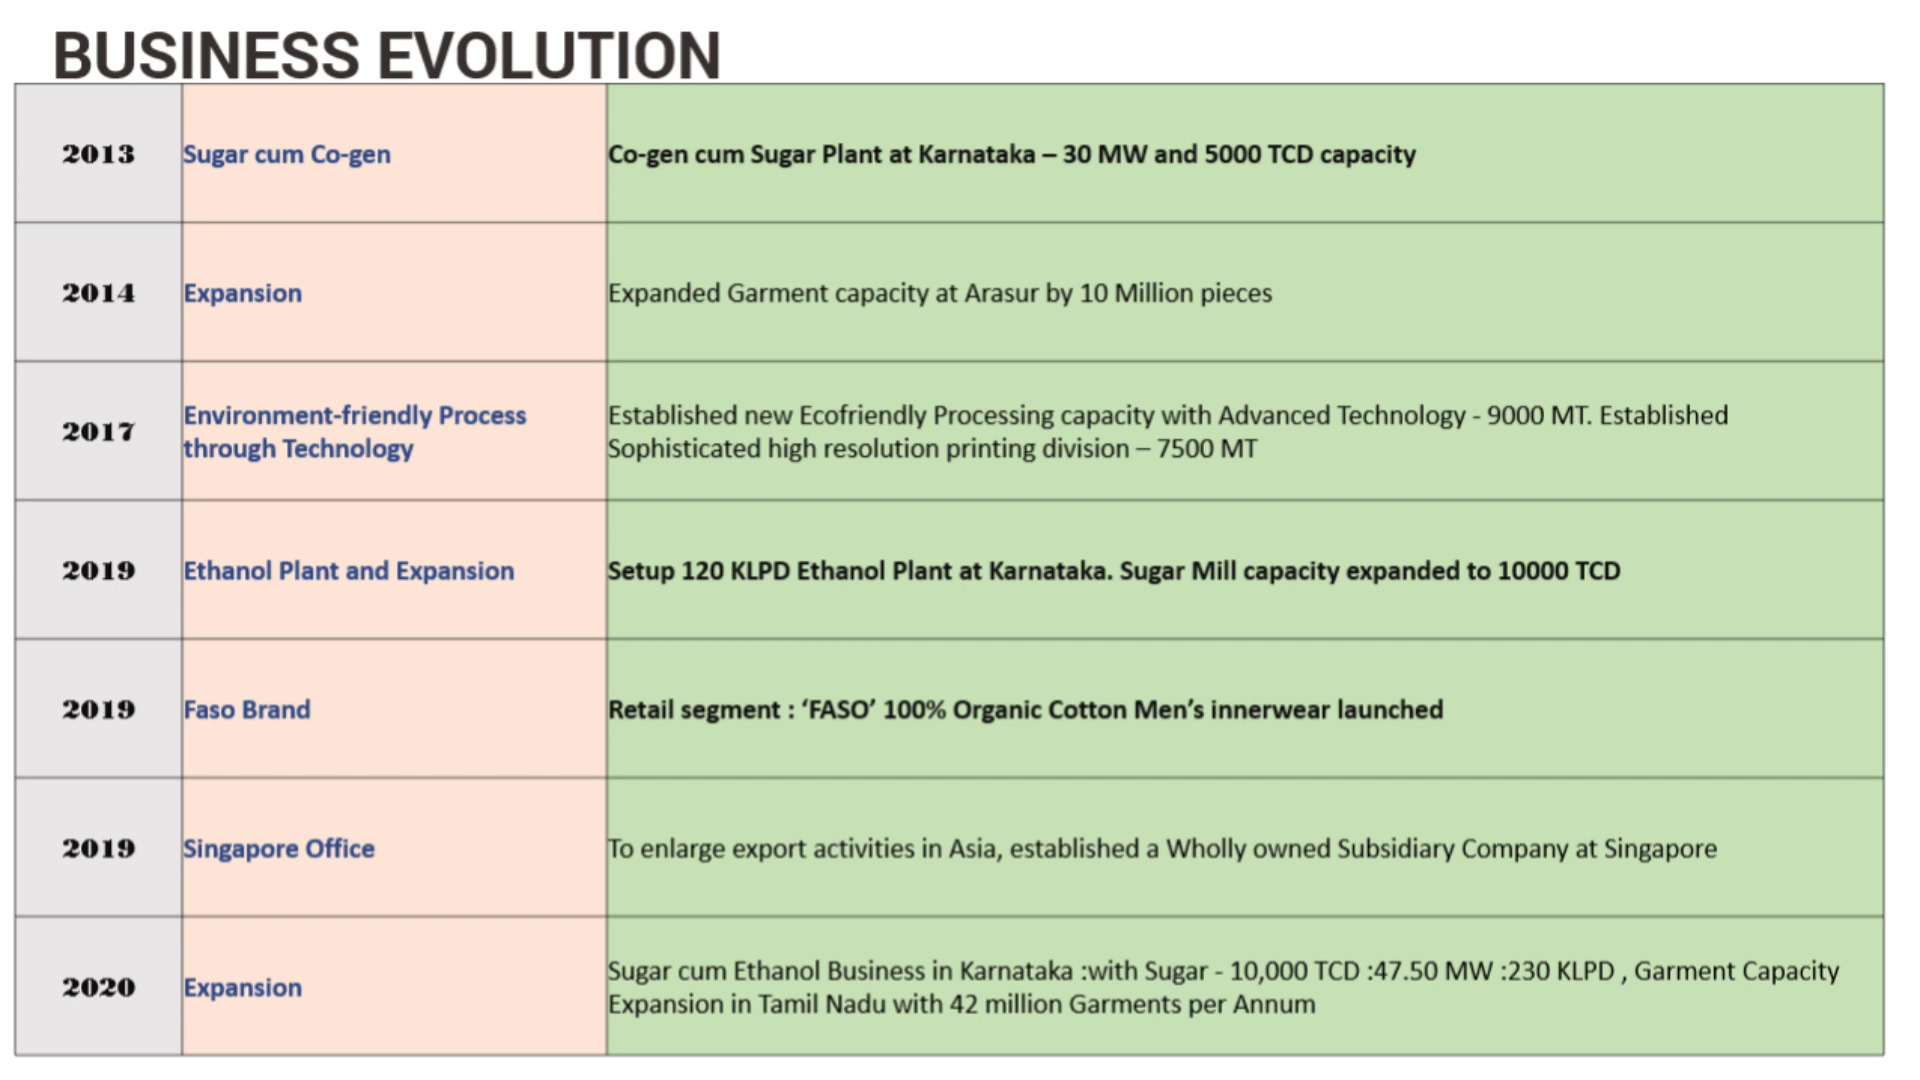 BUSINESS EVOLUTION
2013
Sugar cum Co-gen
Co-gen cum Sugar Plant at Karnataka – 30 MW and 5000 TCD capacity
2014
Expansion
Expanded Garment capacity at Arasur by 10 Million pieces
2017
Environment-friendly Process
through Technology
Established new Ecofriendly Processing capacity with Advanced Technology - 9000 MT. Established
Sophisticated high resolution printing division – 7500 MT
2019
Ethanol Plant and Expansion
Setup 120 KLPD Ethanol Plant at Karnataka. Sugar Mill capacity expanded to 10000 TCD
2019
Faso Brand
Retail segment : ‘FASO’ 100% Organic Cotton Men’s innerwear launched
2019
Singapore Office
To enlarge export activities in Asia, established a Wholly owned Subsidiary Company at Singapore
2020
Expansion
Sugar cum Ethanol Business in Karnataka :with Sugar - 10,000 TCD :47.50 MW :230 KLPD , Garment Capacity
Expansion in Tamil Nadu with 42 million Garments per Annum